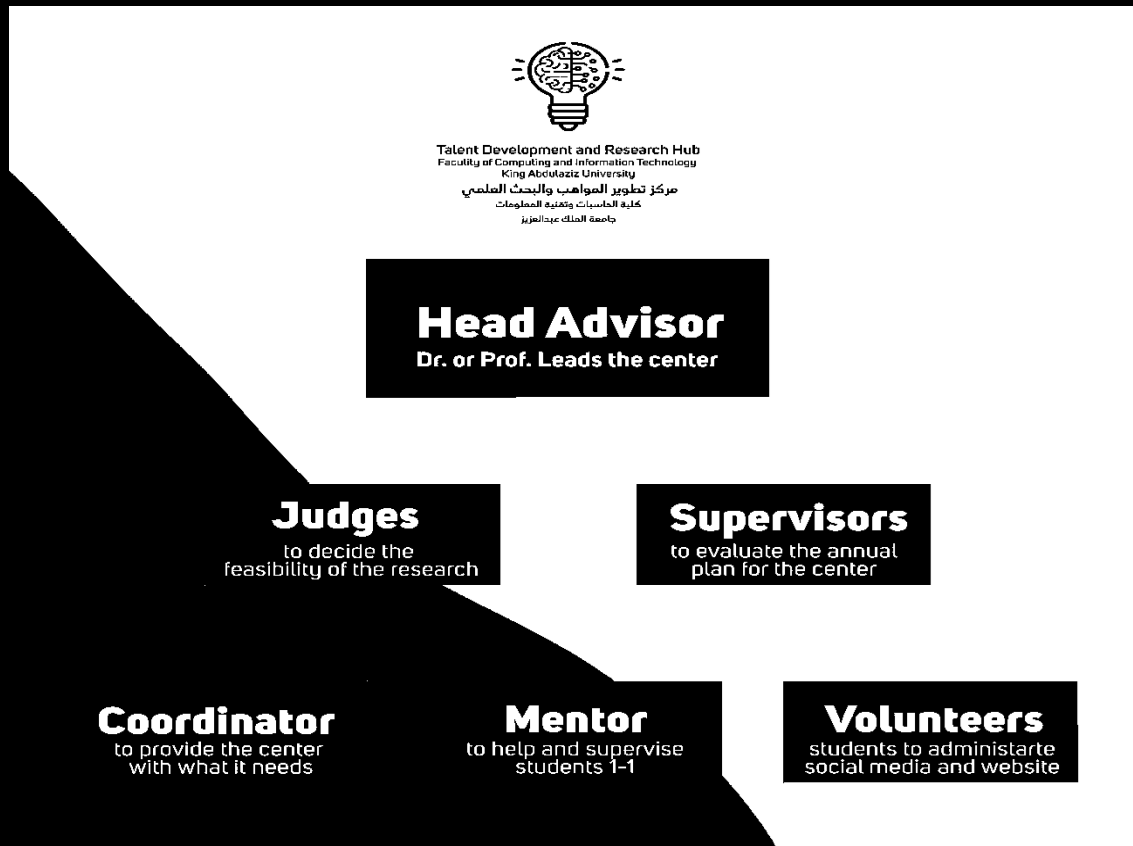 Talent Development and Research Hub
Faculity of Computing and Information Technology
King Abdulaziz University
مركز تطوير المواهب والبحث العلمي
كلية الحاسبات وتقنية المعلومات
جامعة الملك عبدالعزيز
Head Advisor
Dr. or Prof. Leads the center
Judges
to decide the
feasibility of the research
Supervisors
to evaluate the annual
plan for the center
Coordinator
to provide the center
with what it needs
Mentor
to help and supervise
students 1-1
Volunteers
students to administarte
social media and website